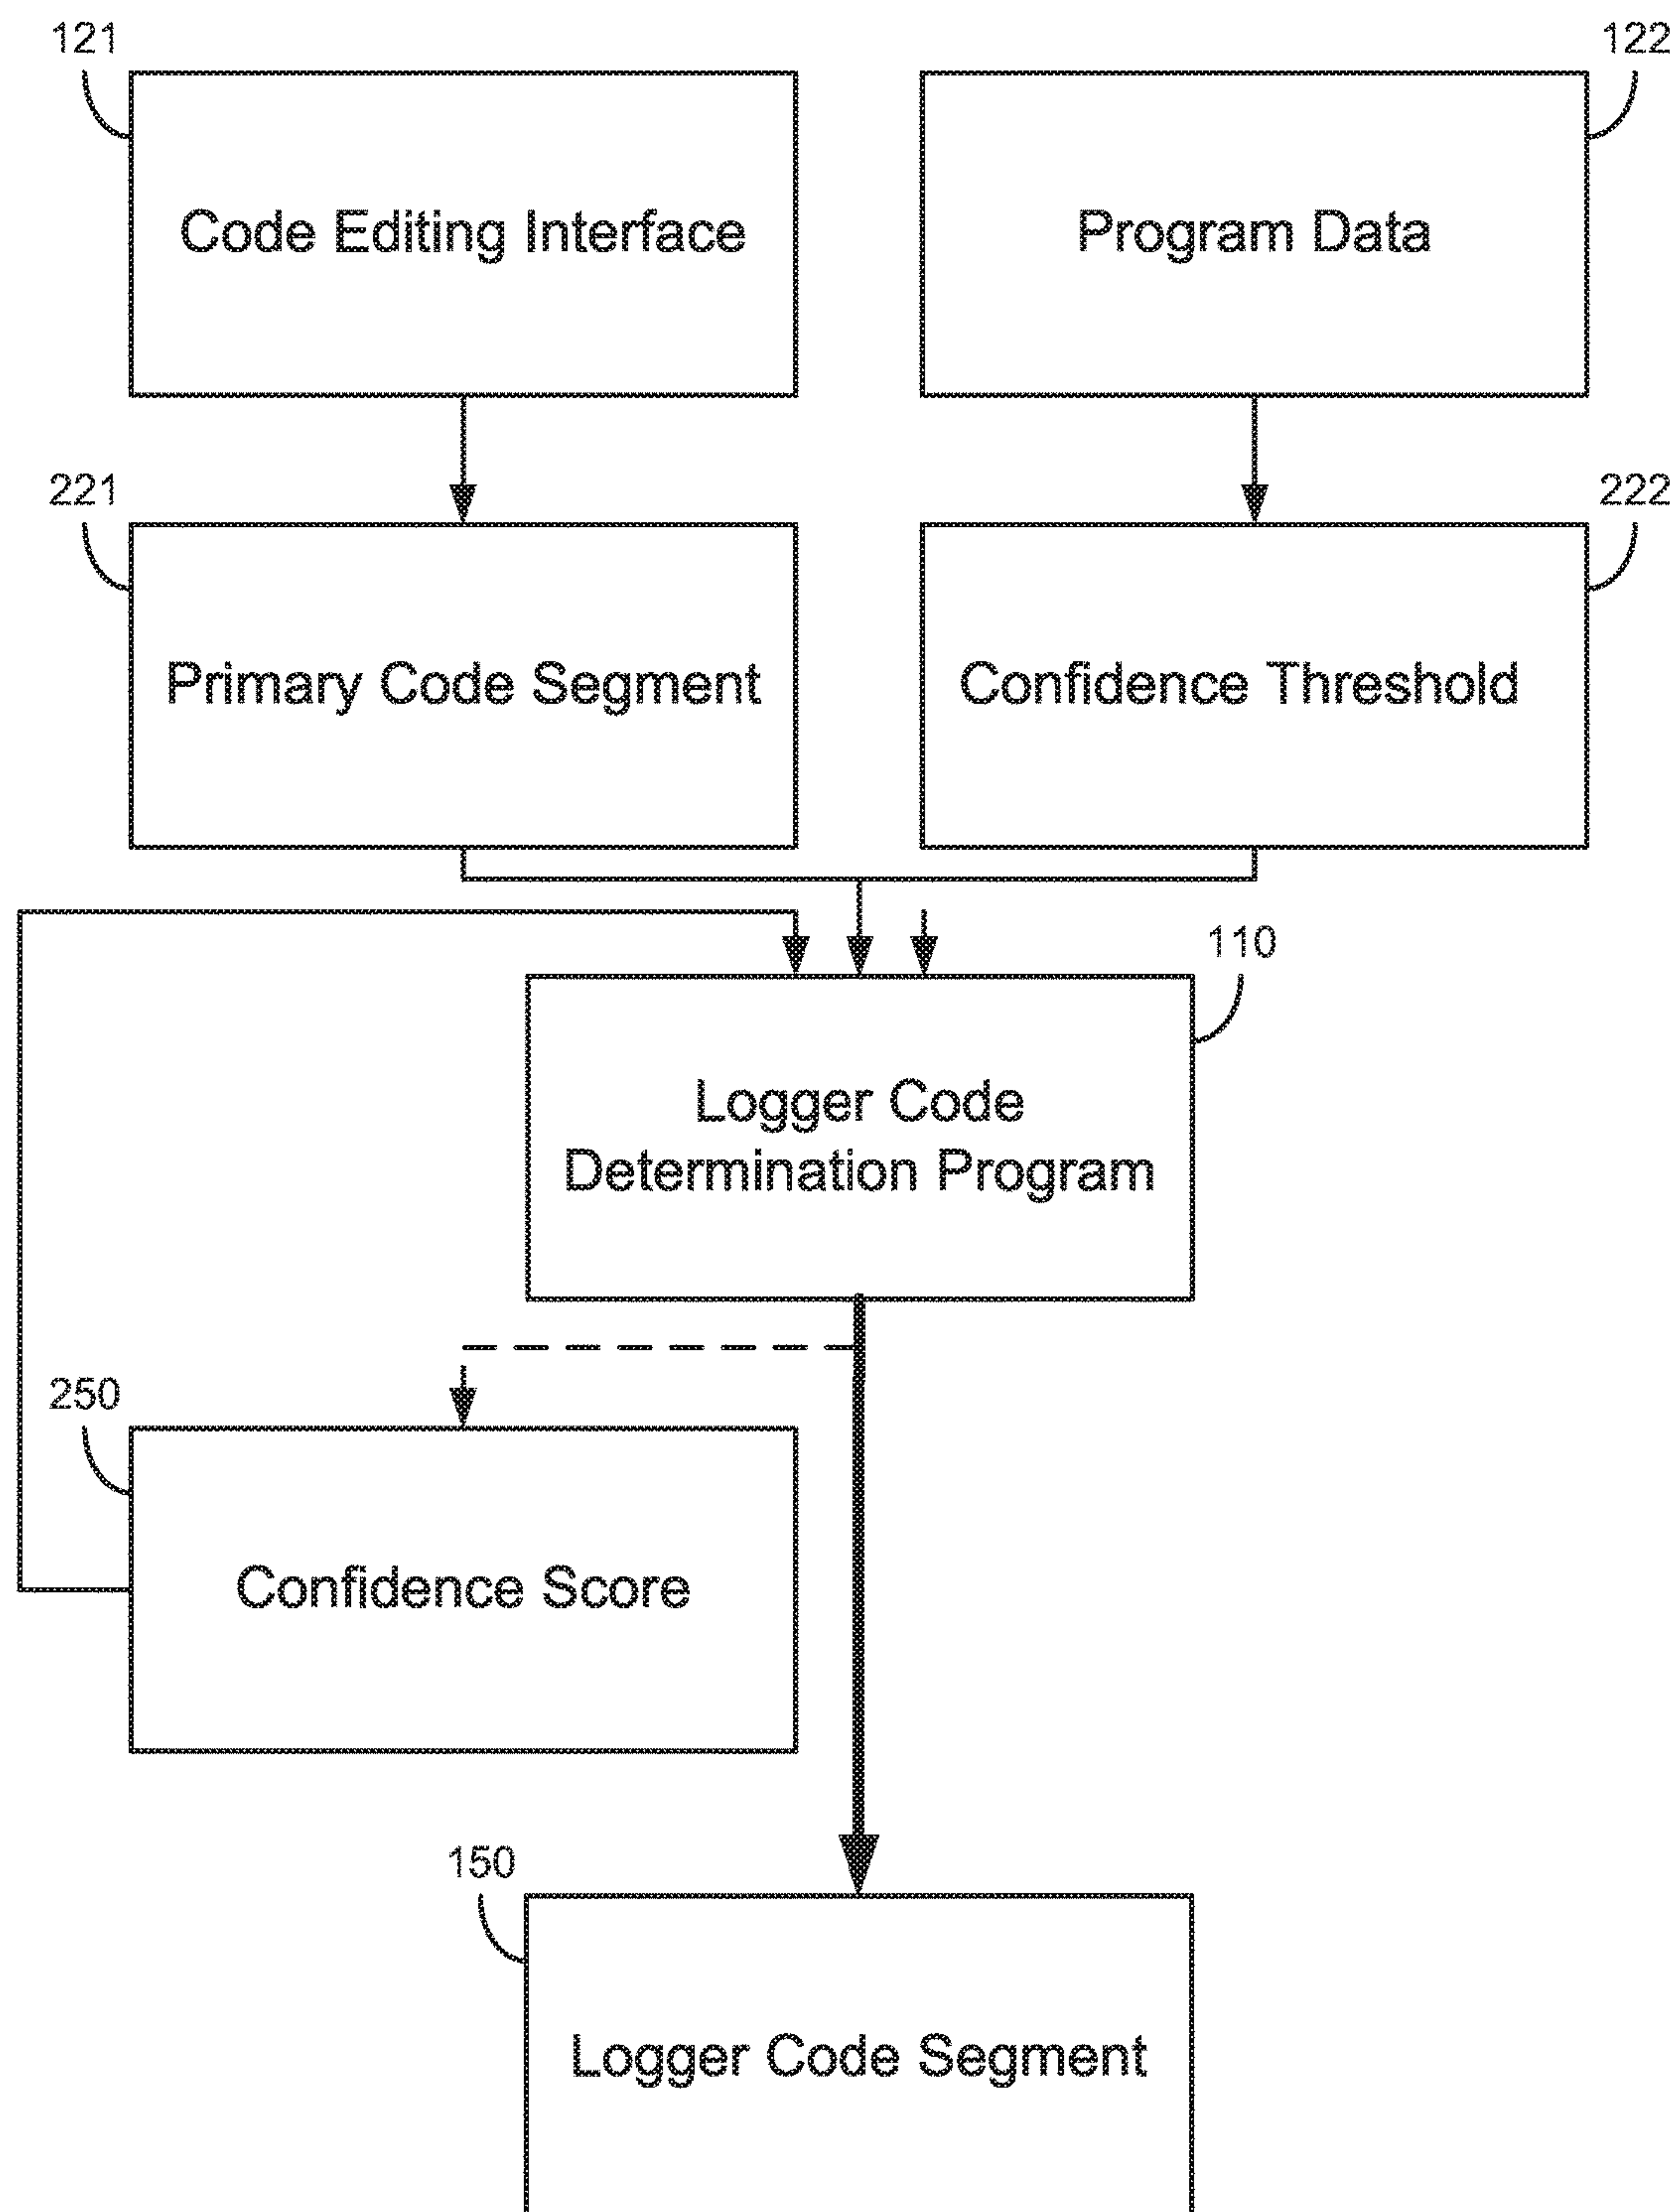 121
122
Code Editing Interface
Program Data
221
222
Primary Code Segment
Confidence Threshold
110
Logger Code
Determination Program
250
Confidence Score
150
Logger Code Segment